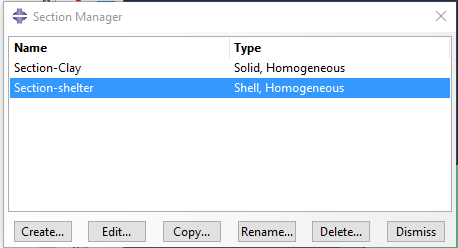 Section Manager
Name Type
Section-Clay Solid, Homogeneous
Section-shelter Shell, Homogeneous
Create... Edit... Copy... Rename... Delete... Dismiss